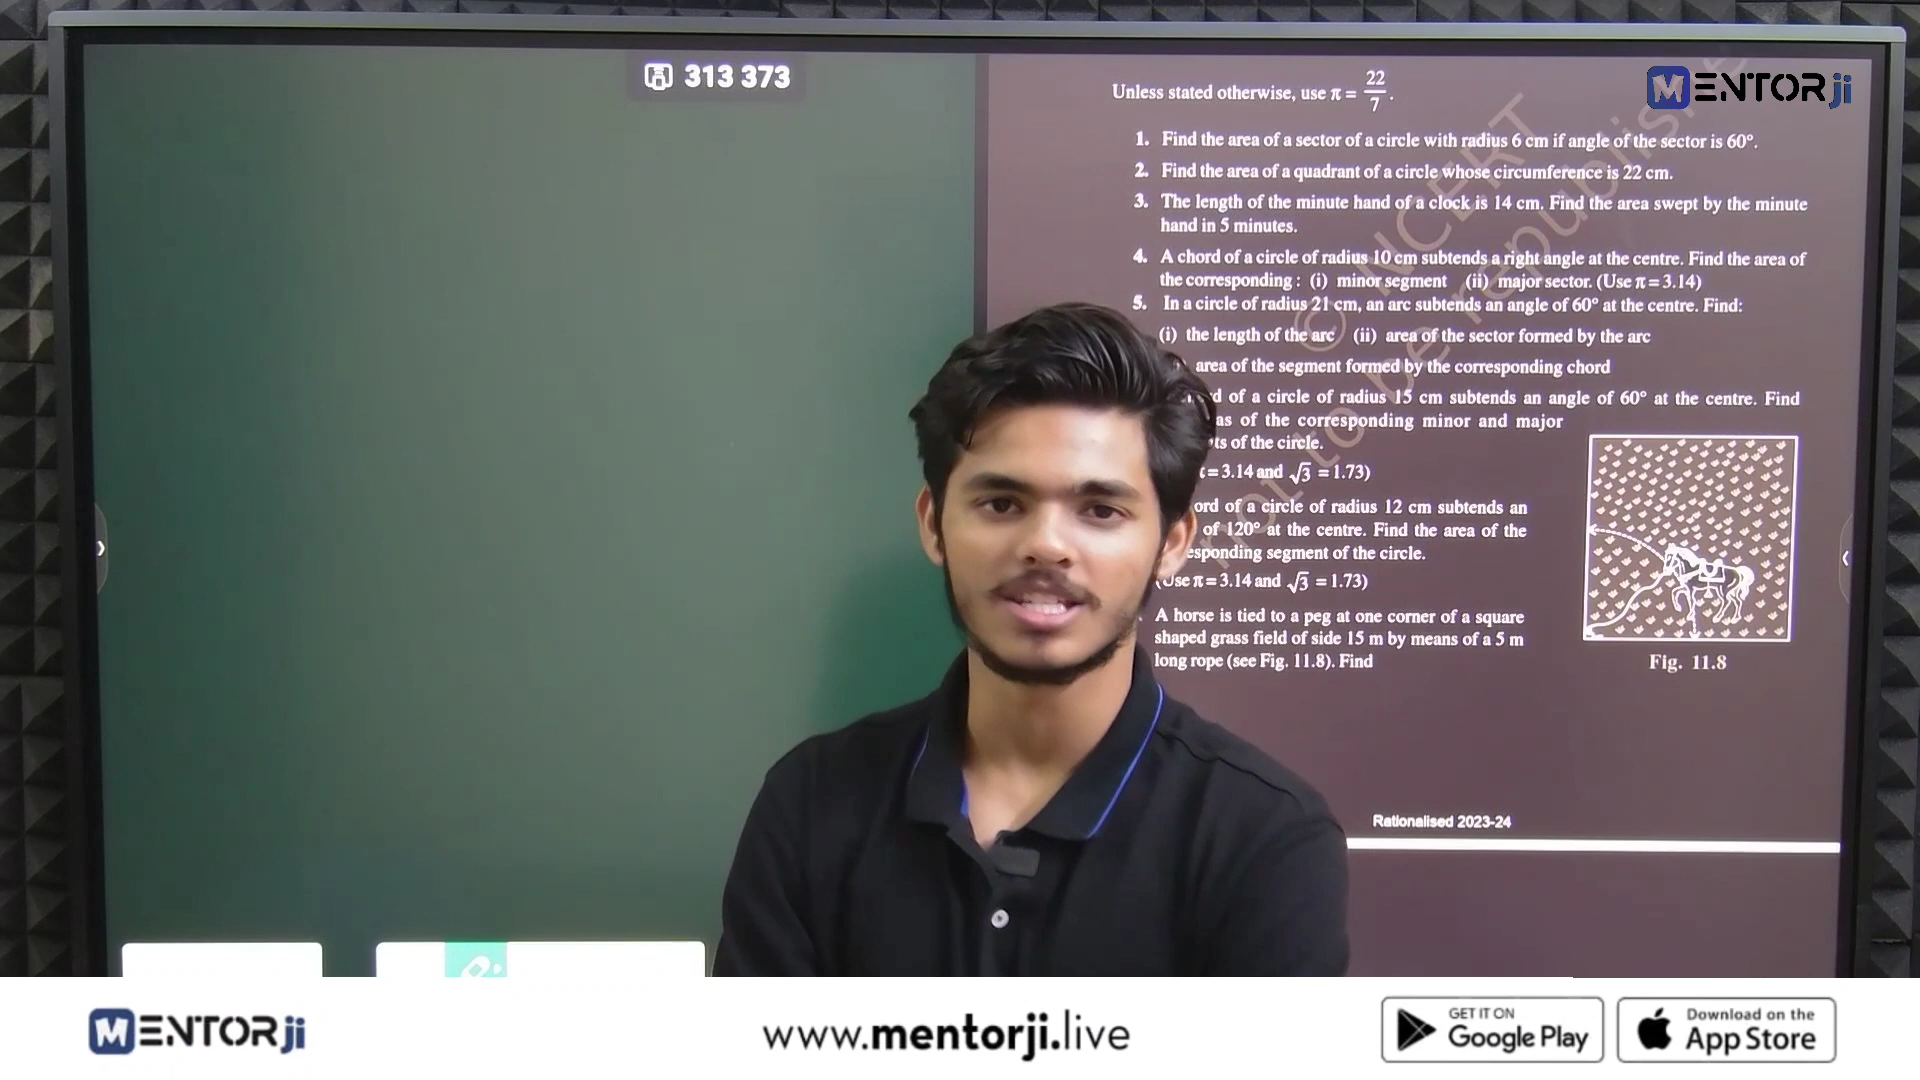 313 373
MENTORji
Unless stated otherwise, use π = 22/7.
1. Find the area of a sector of a circle with radius 6 cm if angle of the sector is 60°.
2. Find the area of a quadrant of a circle whose circumference is 22 cm.
3. The length of the minute hand of a clock is 14 cm. Find the area swept by the minute
hand in 5 minutes.
4. A chord of a circle of radius 10 cm subtends a right angle at the centre. Find the area of
the corresponding : (i) minor segment (ii) major sector. (Use π = 3.14)
5. In a circle of radius 21 cm, an arc subtends an angle of 60° at the centre. Find:
(i) the length of the arc (ii) area of the sector formed by the arc
area of the segment formed by the corresponding chord
of a circle of radius 15 cm subtends an angle of 60° at the centre. Find
of the corresponding minor and major
of the circle.
= 3.14 and √3 = 1.73)
of a circle of radius 12 cm subtends an
of 120° at the centre. Find the area of the
segment of the circle.
(Use π = 3.14 and √3 = 1.73)
A horse is tied to a peg at one corner of a square
shaped grass field of side 15 m by means of a 5 m
long rope (see Fig. 11.8). Find
Fig. 11.8
© NCERT
not to be republished
Rationalised 2023-24
MENTORji
www.mentorji.live
GET IT ON
Google Play
Download on the
App Store